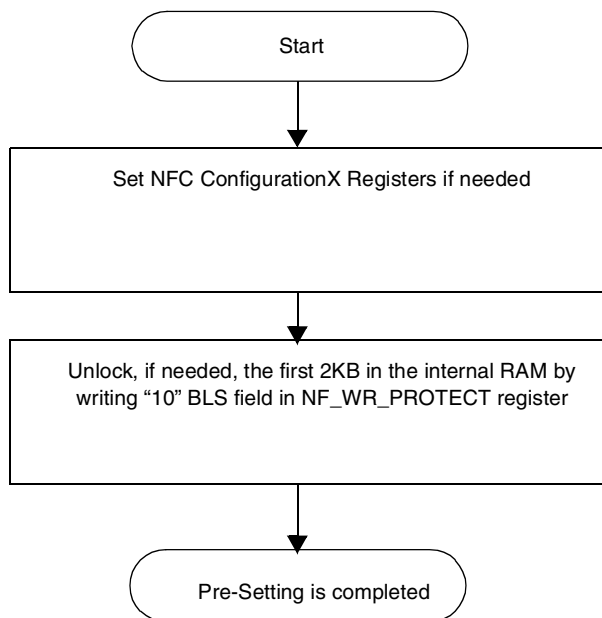 Start
Set NFC ConfigurationX Registers if needed
Unlock, if needed, the first 2KB in the internal RAM by
writing “10” BLS field in NF_WR_PROTECT register
Pre-Setting is completed